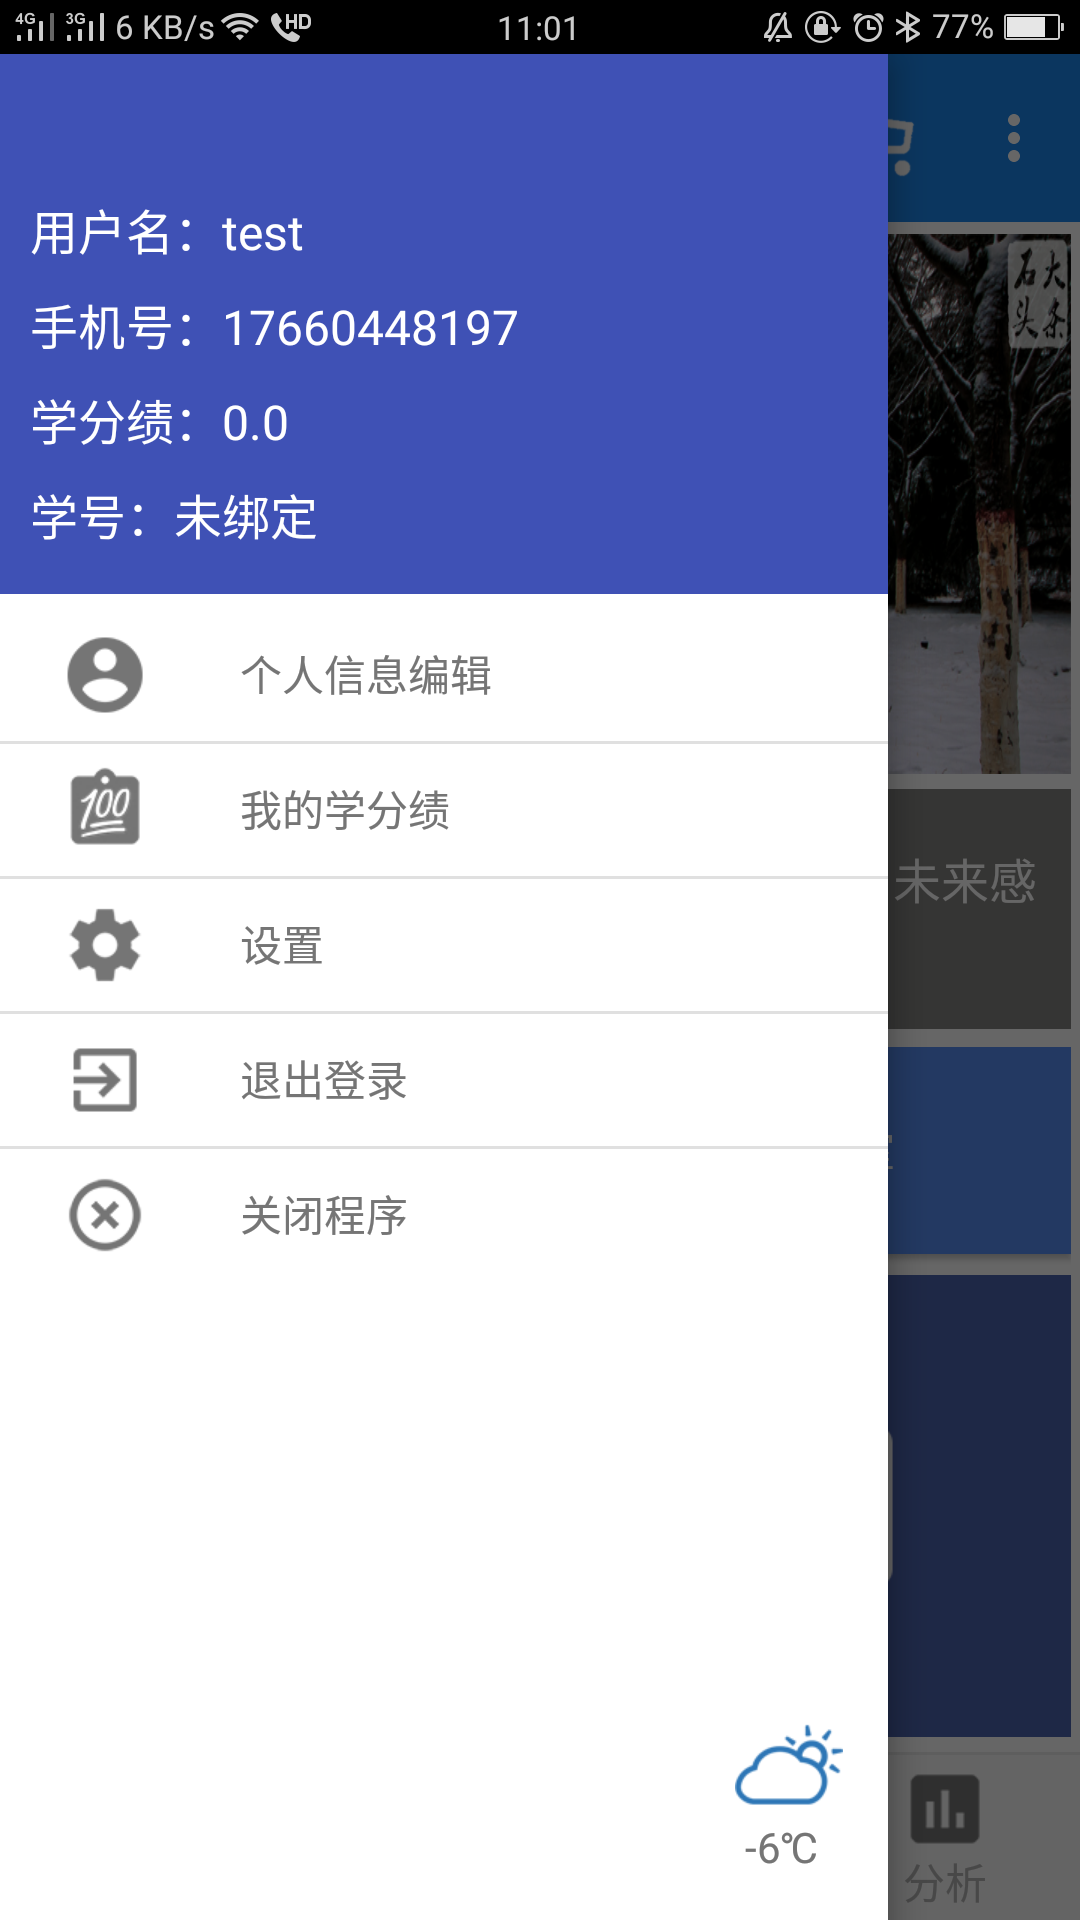 4G 3G 6 KB/s HD 11:01 77%
用户名：test
手机号：17660448197
学分绩：0.0
学号：未绑定
石大
头条
个人信息编辑
100
我的学分绩
未来感
设置
退出登录
关闭程序
-6℃
分析